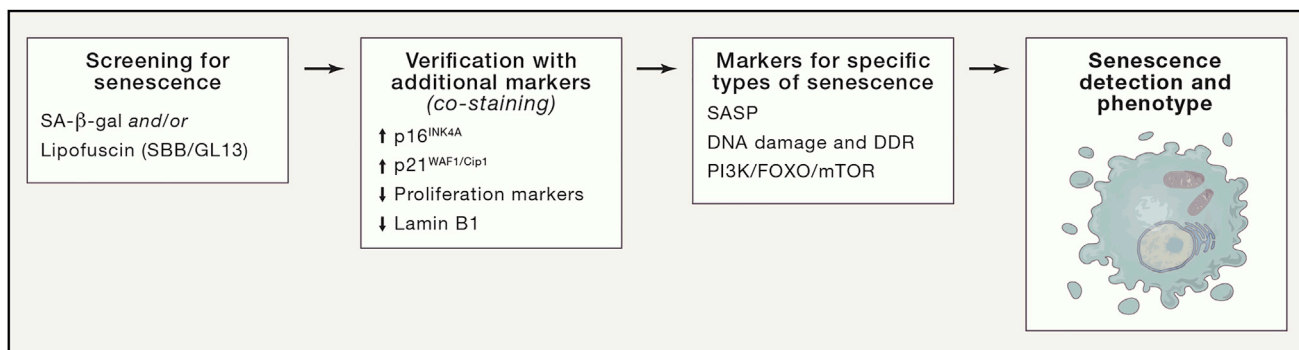 Screening for
senescence
SA-β-gal and/or
Lipofuscin (SBB/GL13)
Verification with
additional markers
(co-staining)
p16INK4A
p21WAF1/Cip1
Proliferation markers
Lamin B1
Markers for specific
types of senescence
SASP
DNA damage and DDR
PI3K/FOXO/mTOR
Senescence
detection and
phenotype